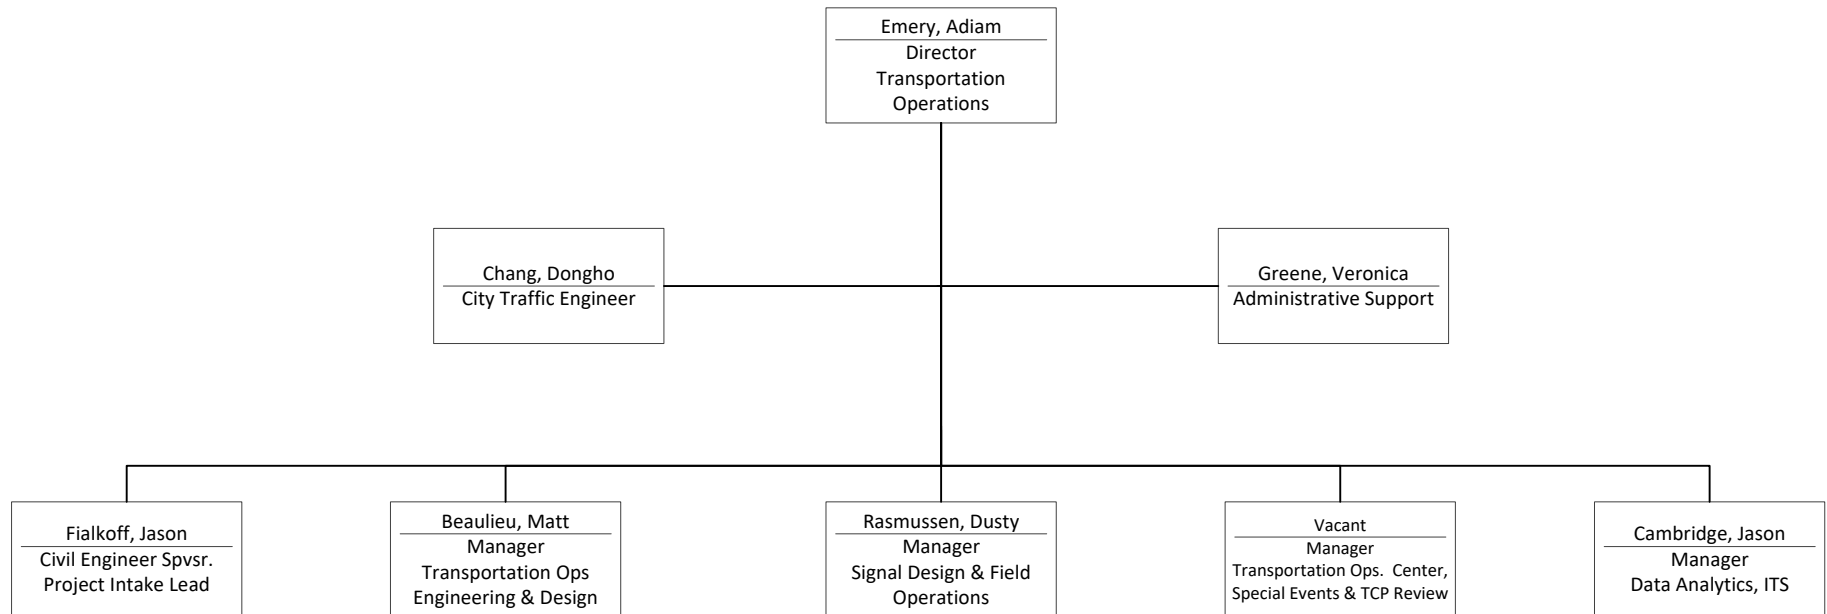 Emery, Adiam
Director
Transportation
Operations
Chang, Dongho
City Traffic Engineer
Greene, Veronica
Administrative Support
Fialkoff, Jason
Civil Engineer Spvsr.
Project Intake Lead
Beaulieu, Matt
Manager
Transportation Ops
Engineering & Design
Rasmussen, Dusty
Manager
Signal Design & Field
Operations
Vacant
Manager
Transportation Ops. Center,
Special Events & TCP Review
Cambridge, Jason
Manager
Data Analytics, ITS